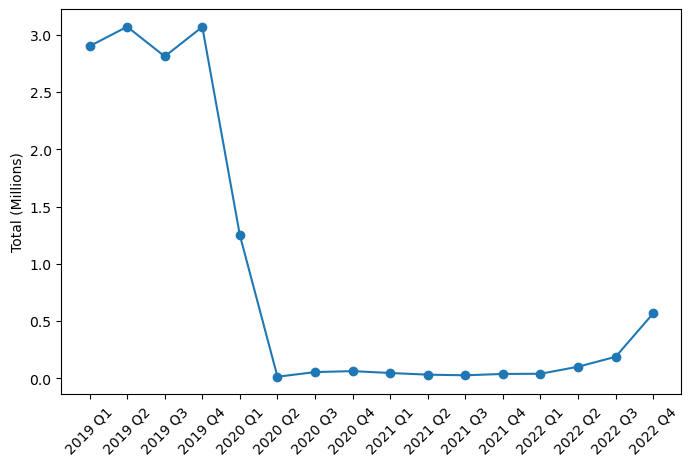 Total (Millions)
3.0
2.5
2.0
1.5
1.0
0.5
0.0
2019 Q1
2019 Q2
2019 Q3
2019 Q4
2020 Q1
2020 Q2
2020 Q3
2020 Q4
2021 Q1
2021 Q2
2021 Q3
2021 Q4
2022 Q1
2022 Q2
2022 Q3
2022 Q4